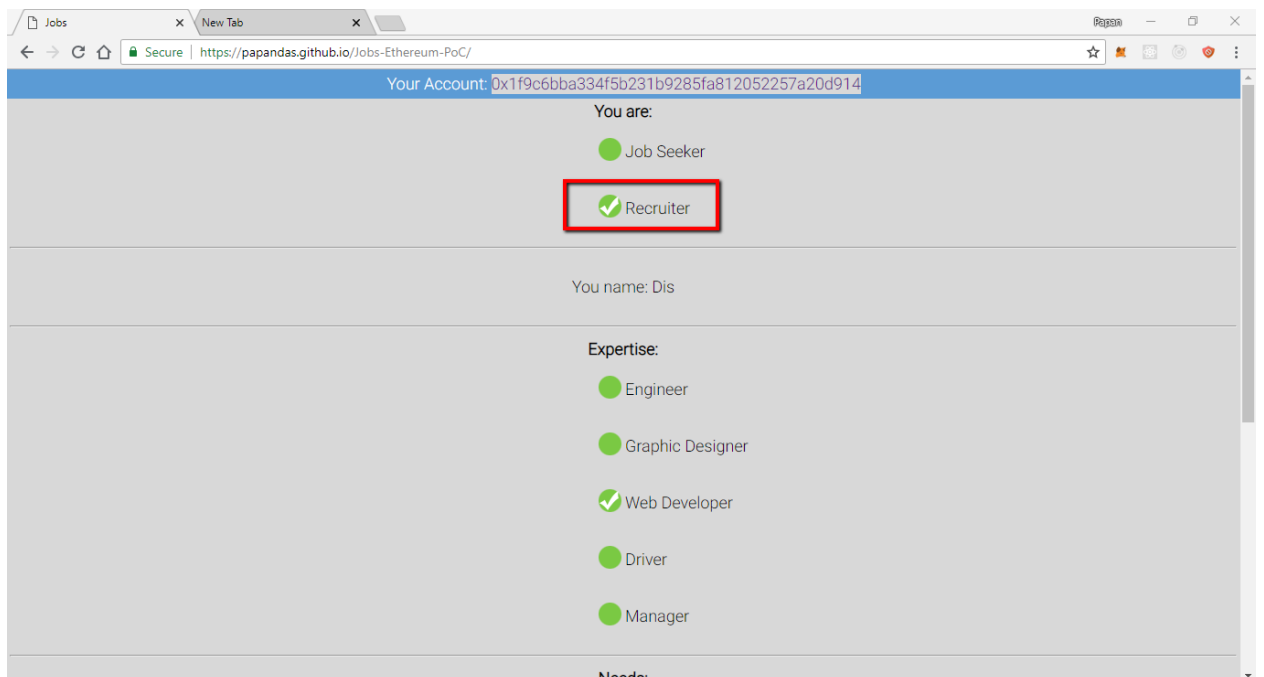 Jobs
New Tab
Papan
Secure | https://papandas.github.io/Jobs-Ethereum-PoC/
Your Account: 0x1f9c6bba334f5b231b9285fa812052257a20d914
You are:
Job Seeker
Recruiter
You name: Dis
Expertise:
Engineer
Graphic Designer
Web Developer
Driver
Manager
Needs: